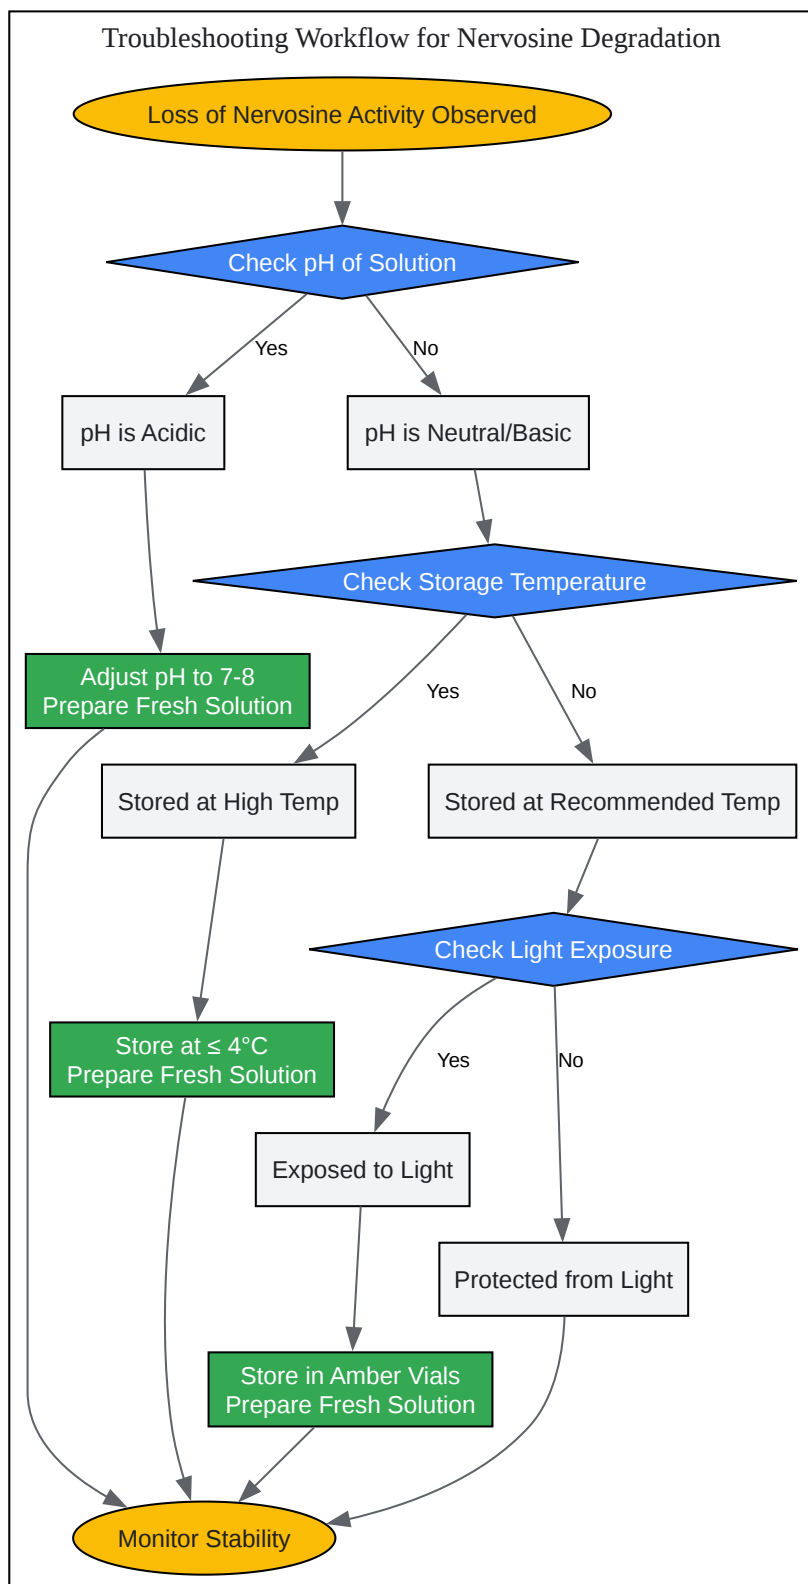 Troubleshooting Workflow for Nervosine Degradation
Loss of Nervosine Activity Observed
Check pH of Solution
Yes
No
pH is Acidic
pH is Neutral/Basic
Check Storage Temperature
Adjust pH to 7-8
Prepare Fresh Solution
Yes
No
Stored at High Temp
Stored at Recommended Temp
Check Light Exposure
Store at ≤ 4°C
Prepare Fresh Solution
Yes
No
Exposed to Light
Protected from Light
Store in Amber Vials
Prepare Fresh Solution
Monitor Stability